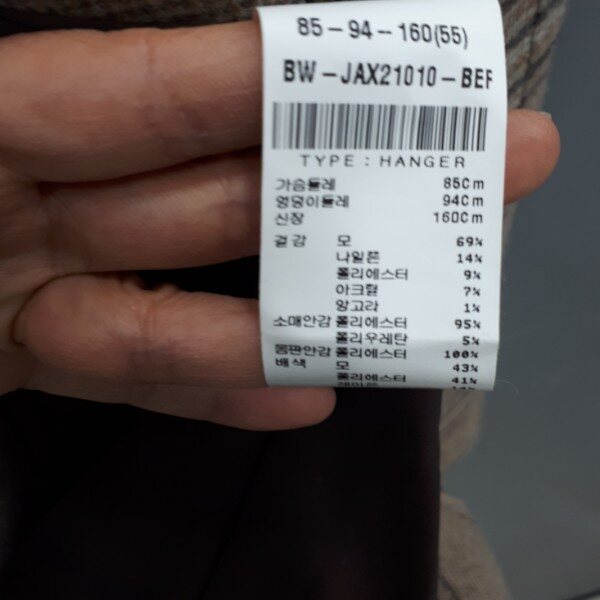 85-94-160(55)
BW-JAX21010-BEF
TYPE : HANGER
가슴둘레 85Cm
엉덩이둘레 94Cm
신장 160Cm
겉감 모 69%
나일론 14%
폴리에스터 9%
아크릴 7%
앙고라 1%
소매안감 폴리에스터 95%
폴리우레탄 5%
몸판안감 폴리에스터 100%
배색 모 43%
폴리에스터 41%